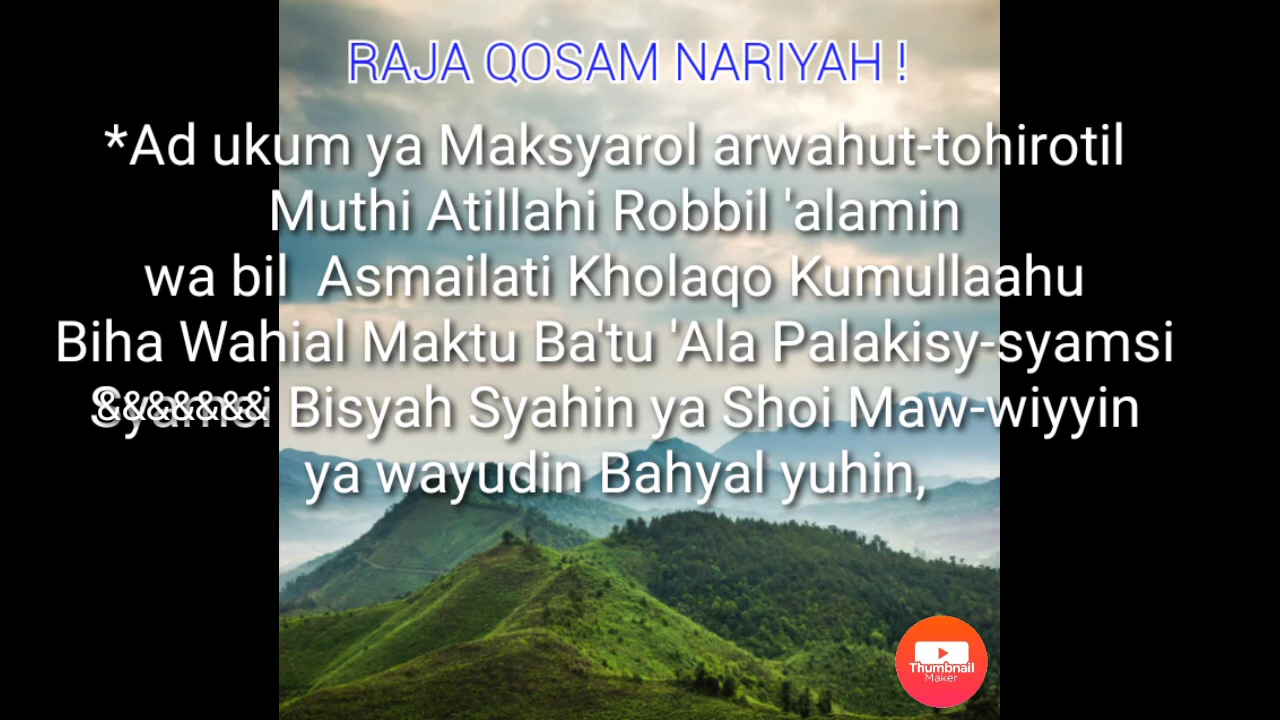 RAJA QOSAM NARIYAH !
*Ad ukum ya Maksyarol arwahut-tohirotil
Muthi Atillahi Robbil 'alamin
wa bil Asmailati Kholaqo Kumullaahu
Biha Wahial Maktu Ba'tu 'Ala Palakisy-syamsi
Syamsi Bisyah Syahin ya Shoi Maw-wiyyin
&&&&&&&
ya wayudin Bahyal yuhin,
Thumbnail
Maker